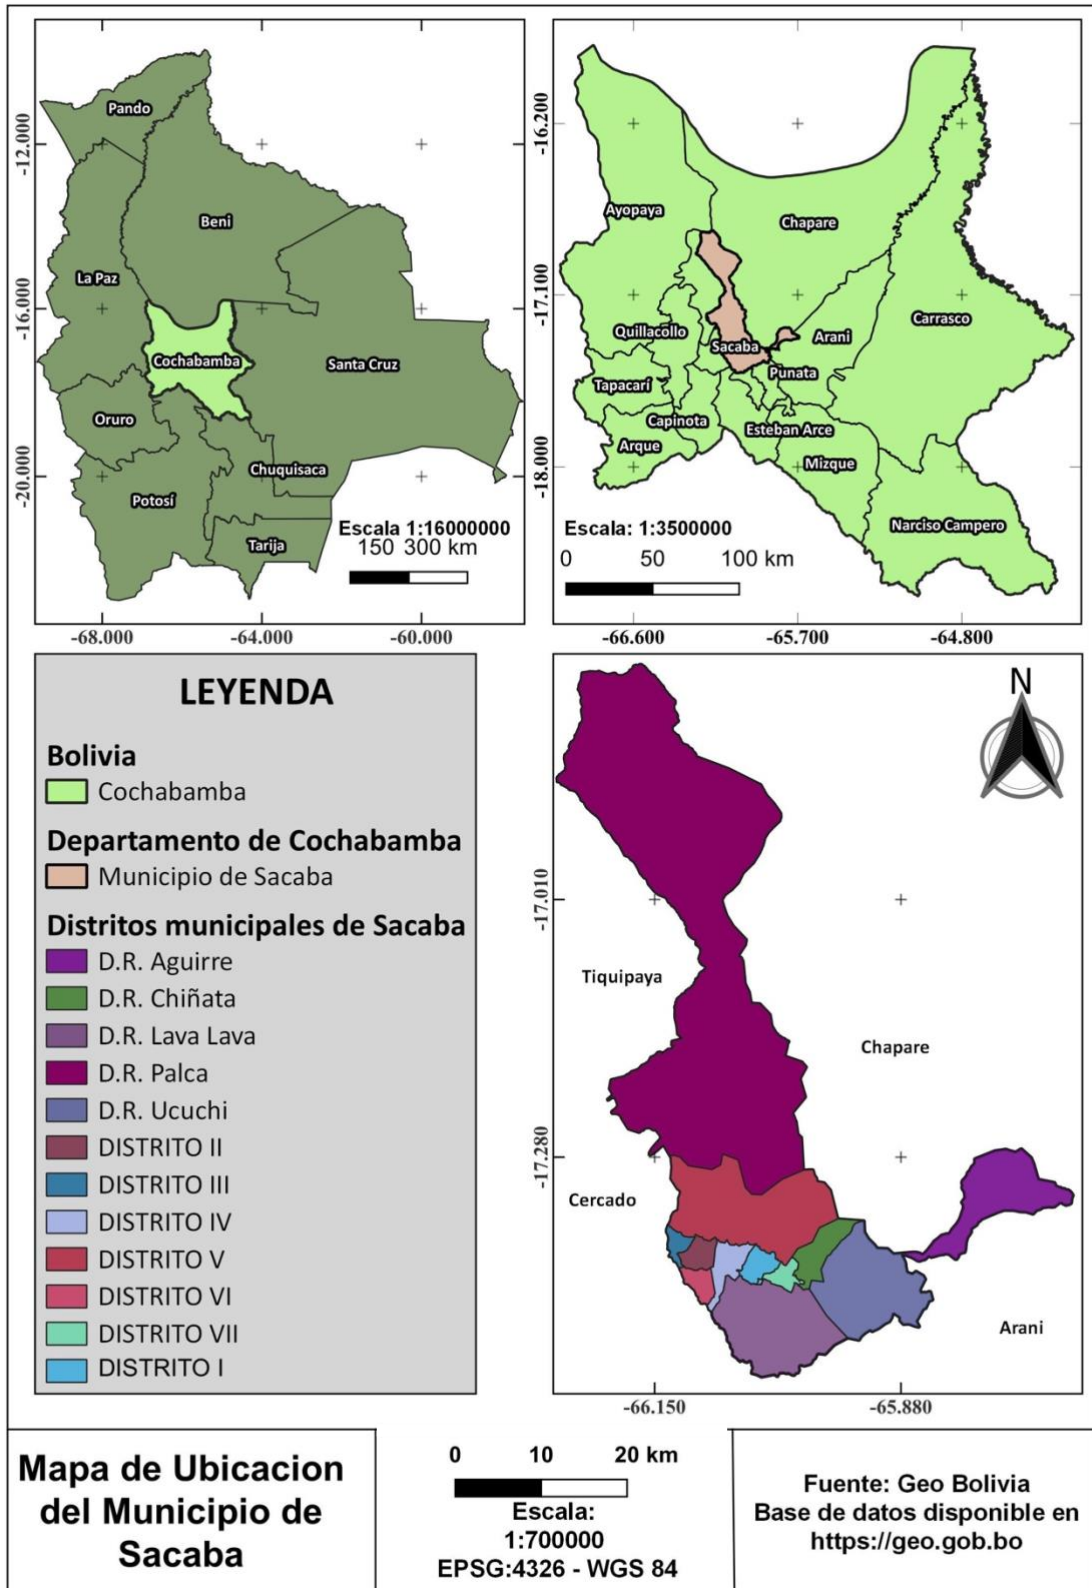 Pando
Beni
La Paz
Cochabamba
Santa Cruz
Oruro
Chuquisaca
Potosí
Tarija
Escala 1:16000000
150 300 km
-12.000
-16.000
-20.000
-68.000
-64.000
-60.000
Ayopaya
Chapare
Carrasco
Quillacollo
Sacaba
Arani
Punata
Tapacarí
Capinota
Esteban Arce
Arque
Mizque
Narciso Campero
Escala: 1:3500000
0 50 100 km
-16.200
-17.100
-18.000
-66.600
-65.700
-64.800
LEYENDA
Bolivia
Cochabamba
Departamento de Cochabamba
Municipio de Sacaba
Distritos municipales de Sacaba
D.R. Aguirre
D.R. Chiñata
D.R. Lava Lava
D.R. Palca
D.R. Ucuchi
DISTRITO II
DISTRITO III
DISTRITO IV
DISTRITO V
DISTRITO VI
DISTRITO VII
DISTRITO I
N
Tiquipaya
Chapare
Cercado
Arani
-17.010
-17.280
-66.150
-65.880
Mapa de Ubicacion
del Municipio de
Sacaba
0 10 20 km
Escala:
1:700000
EPSG:4326 - WGS 84
Fuente: Geo Bolivia
Base de datos disponible en
https://geo.gob.bo